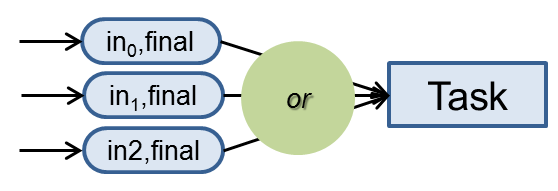 in₀,final
in₁,final
in2,final
or
Task